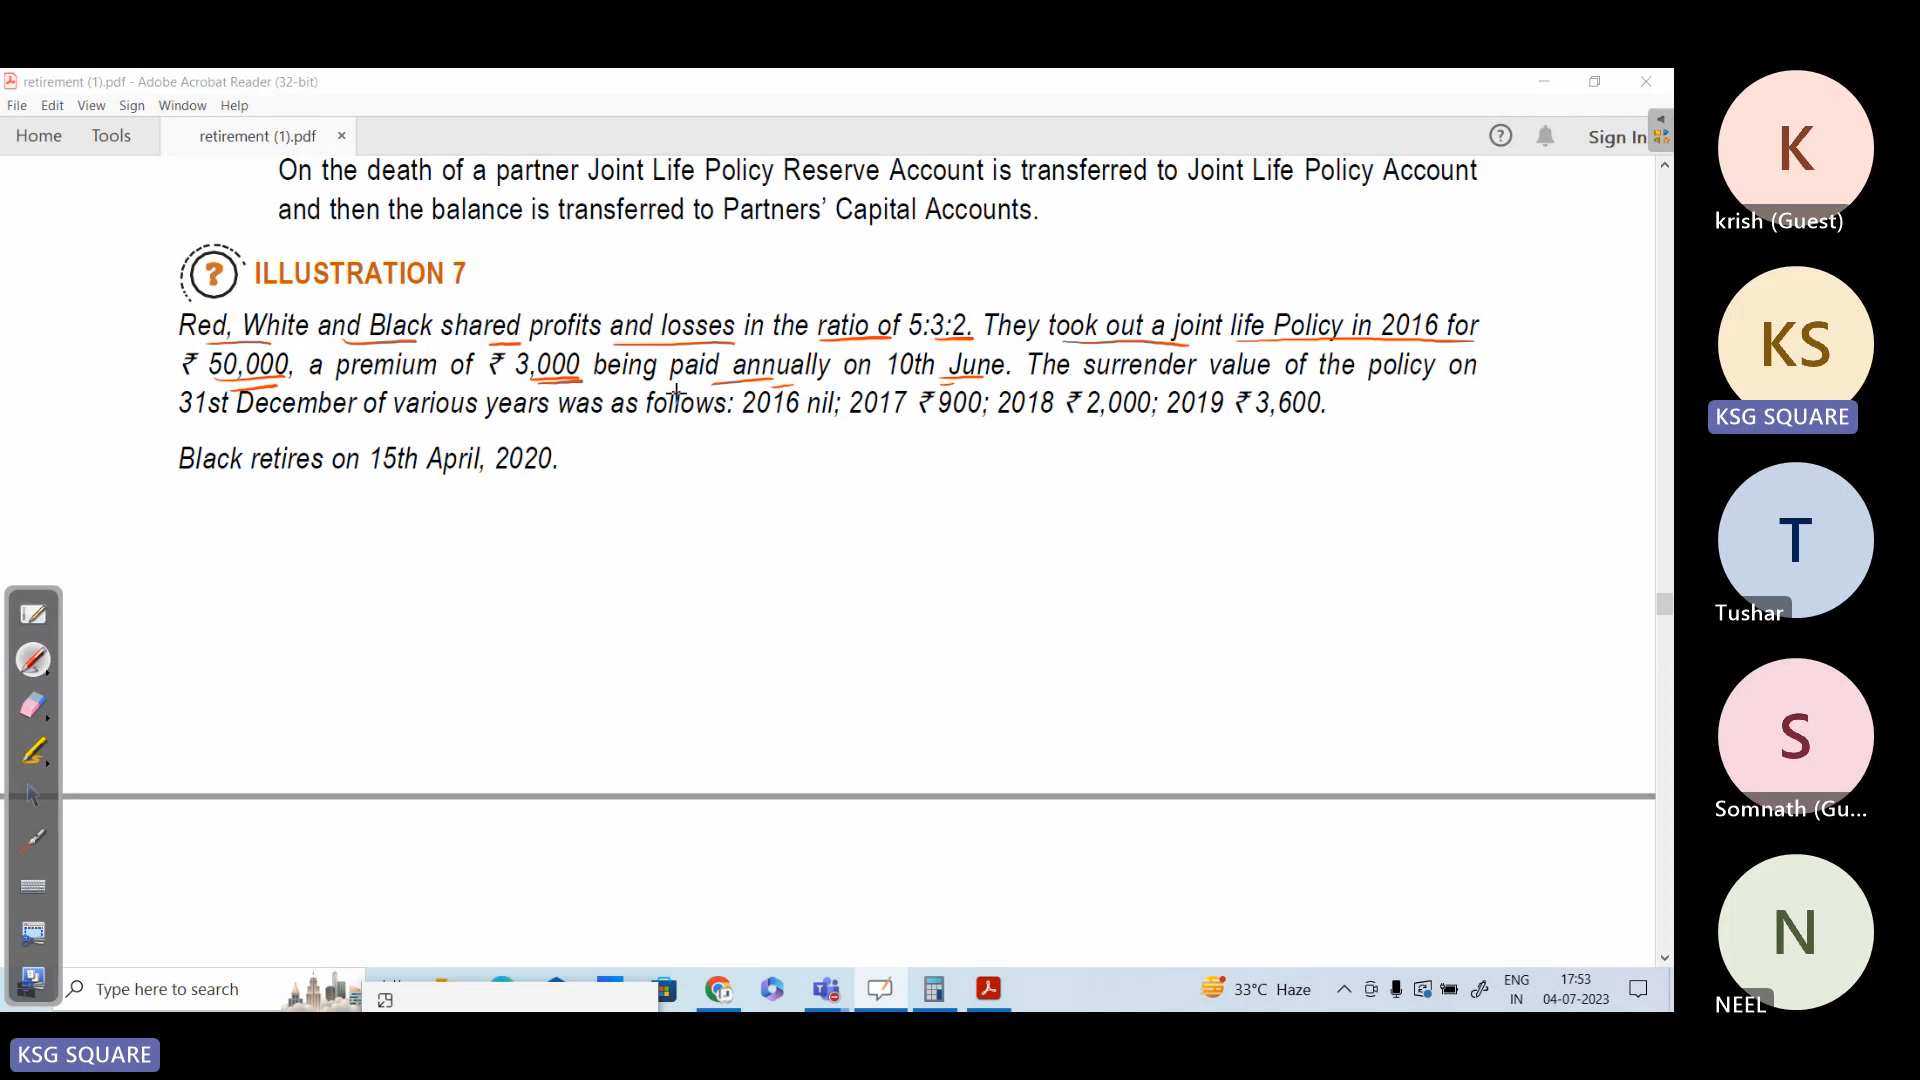 retirement (1).pdf - Adobe Acrobat Reader (32-bit)
File Edit View Sign Window Help
Home Tools retirement (1).pdf × Sign In
On the death of a partner Joint Life Policy Reserve Account is transferred to Joint Life Policy Account
and then the balance is transferred to Partners’ Capital Accounts.
? ILLUSTRATION 7
Red, White and Black shared profits and losses in the ratio of 5:3:2. They took out a joint life Policy in 2016 for
₹ 50,000, a premium of ₹ 3,000 being paid annually on 10th June. The surrender value of the policy on
31st December of various years was as follows: 2016 nil; 2017 ₹ 900; 2018 ₹ 2,000; 2019 ₹ 3,600.
Black retires on 15th April, 2020.
K
krish (Guest)
KS
KSG SQUARE
T
Tushar
S
Somnath (Gu...
N
NEEL
Type here to search
33°C Haze
ENG
IN
17:53
04-07-2023
KSG SQUARE